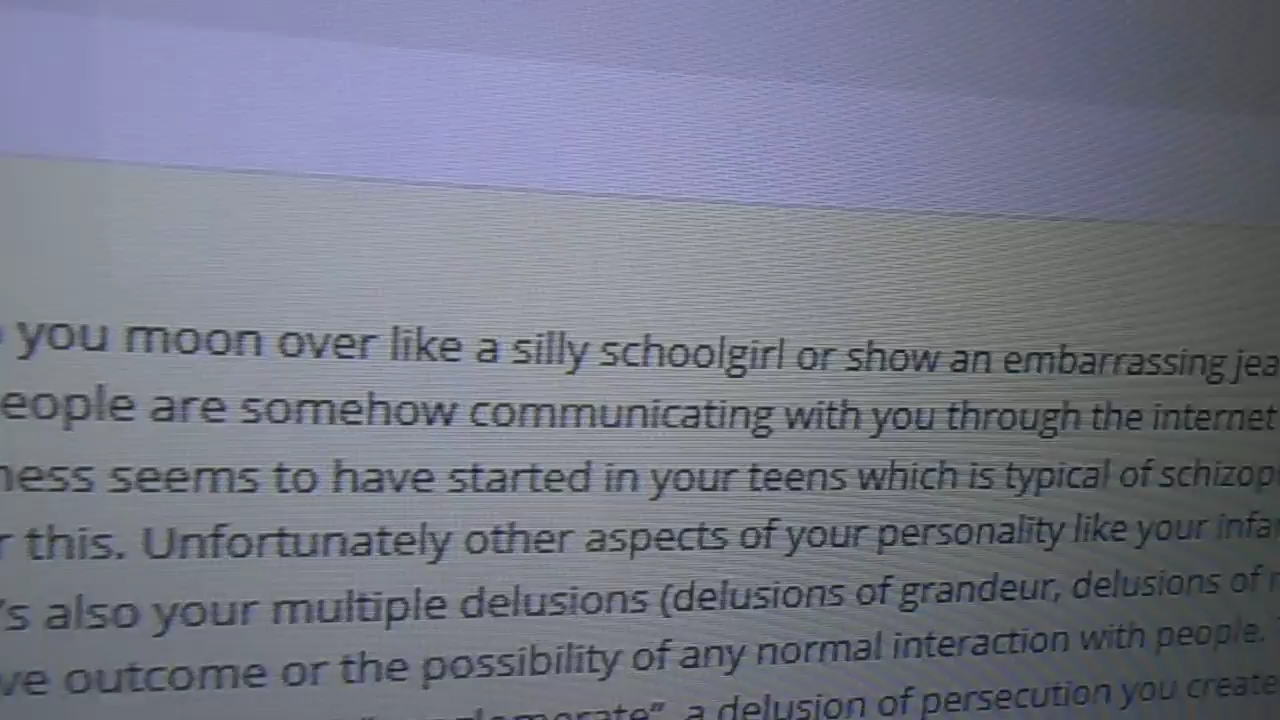 you moon over like a silly schoolgirl or show an embarrassing jea
eople are somehow communicating with you through the internet
ness seems to have started in your teens which is typical of schizop
r this. Unfortunately other aspects of your personality like your infa
's also your multiple delusions (delusions of grandeur, delusions of
ve outcome or the possibility of any normal interaction with people.
a delusion of persecution you create